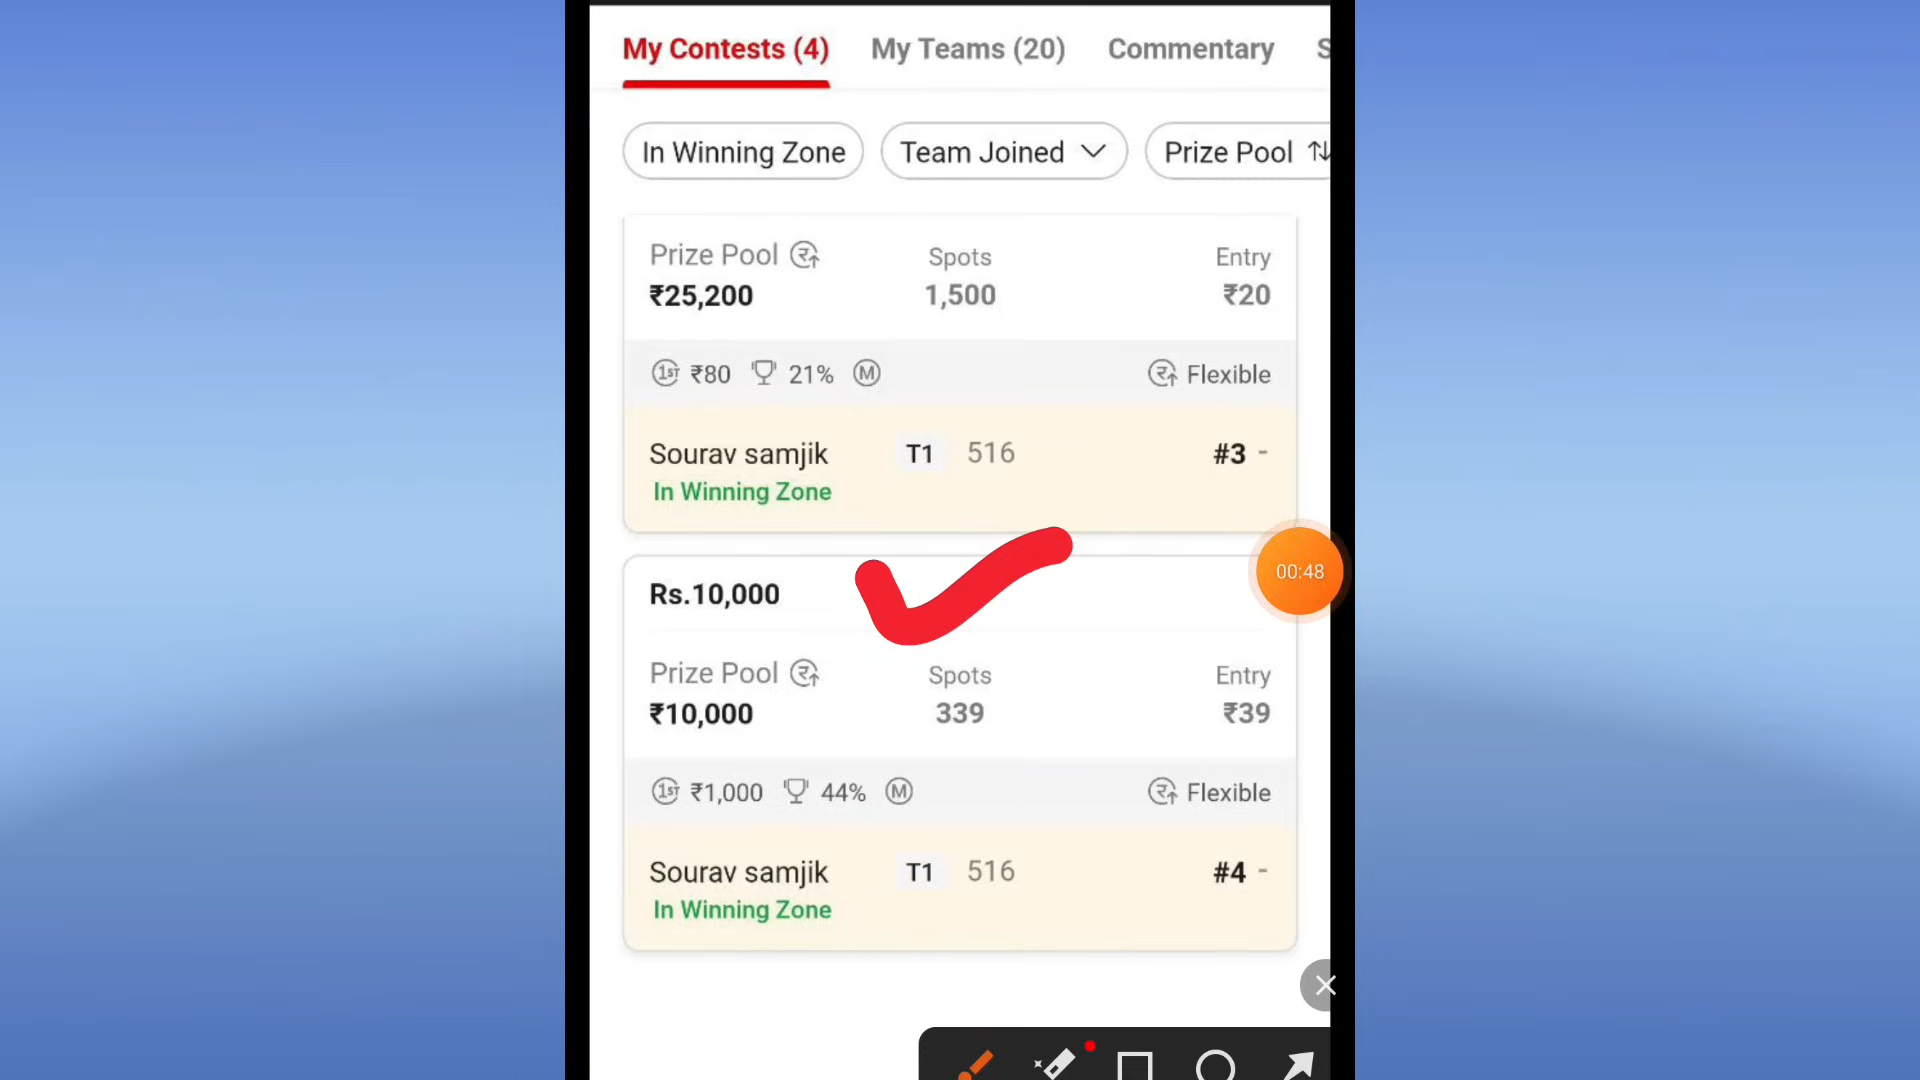 My Contests (4) My Teams (20) Commentary S
In Winning Zone Team Joined Prize Pool
Prize Pool Spots Entry
₹25,200 1,500 ₹20
1ST ₹80 21% M Flexible
Sourav samjik T1 516 #3 -
In Winning Zone
Rs.10,000
00:48
Prize Pool Spots Entry
₹10,000 339 ₹39
1ST ₹1,000 44% M Flexible
Sourav samjik T1 516 #4 -
In Winning Zone